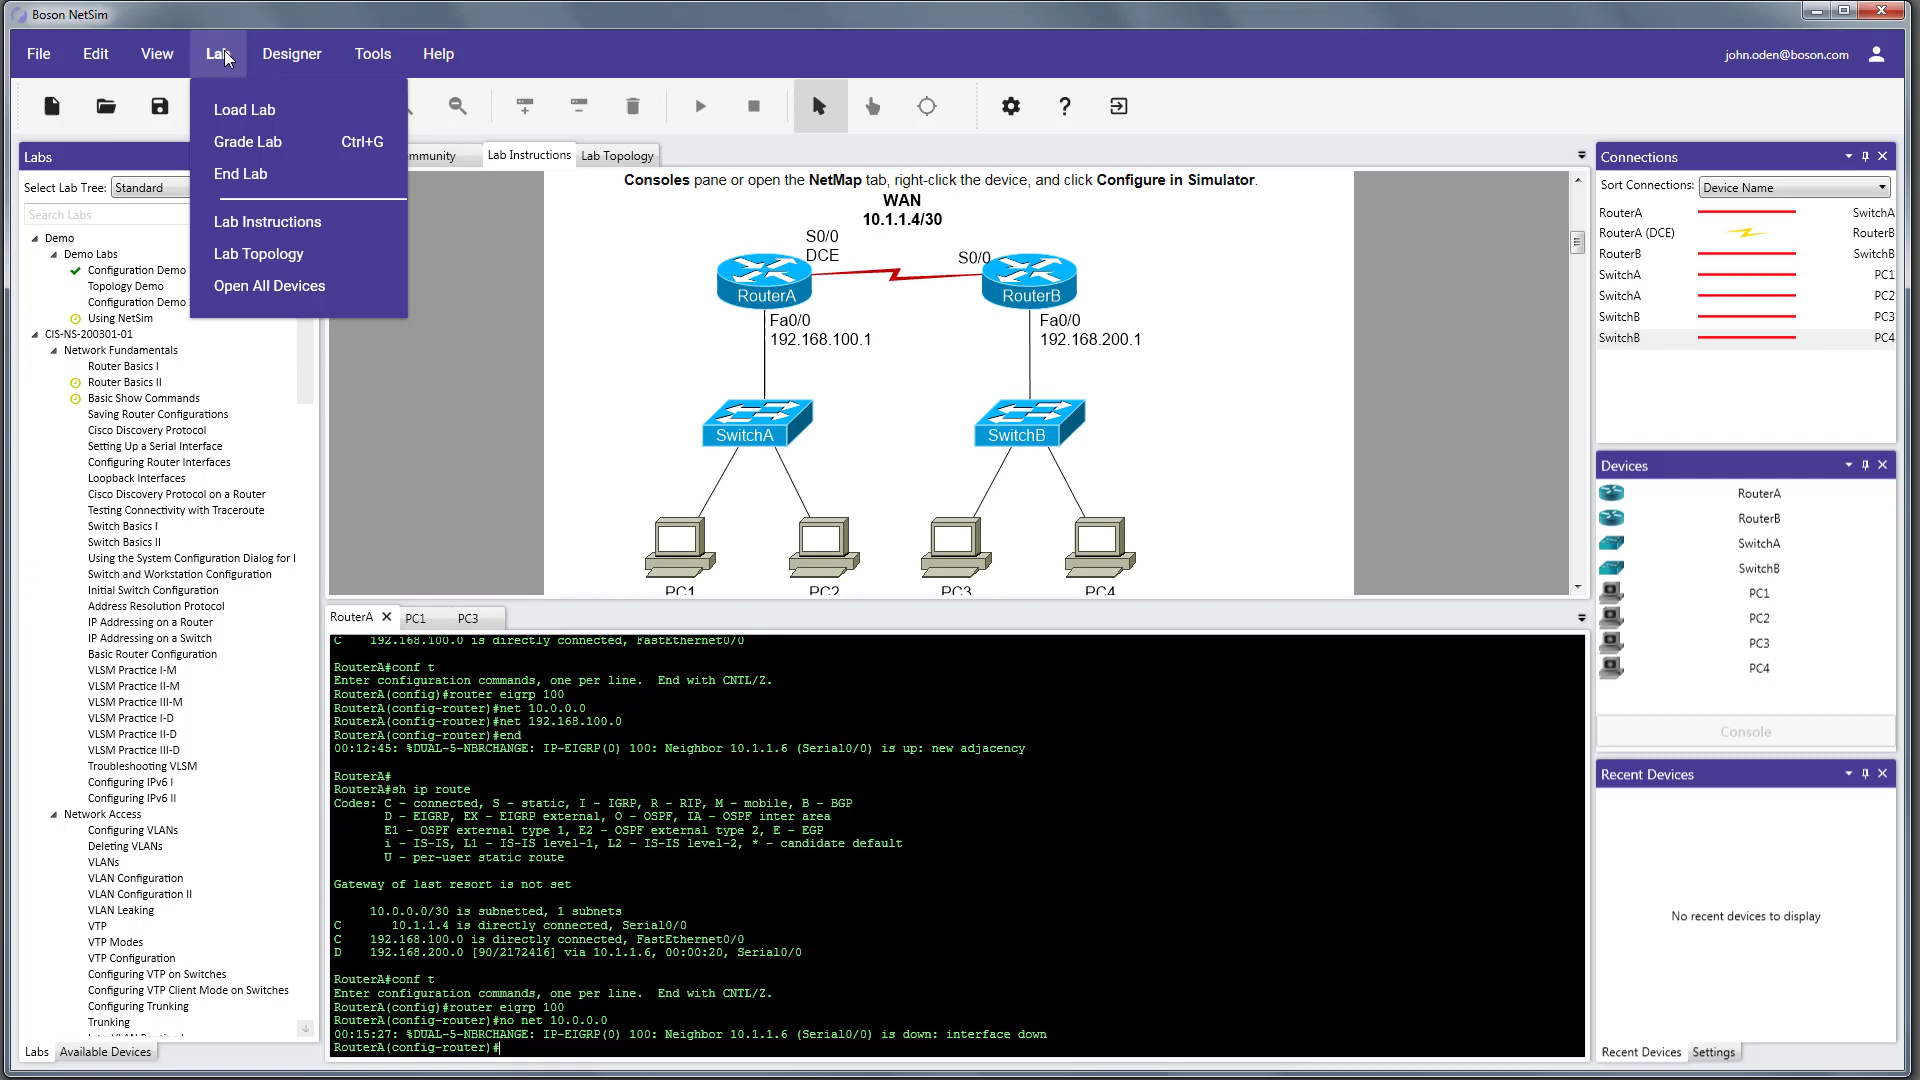 Boson NetSim
File Edit View Lab Designer Tools Help
john.oden@boson.com
Load Lab
Grade Lab Ctrl+G
End Lab
Lab Instructions
Lab Topology
Open All Devices
Labs
Select Lab Tree: Standard
Search Labs
Demo
Demo Labs
Configuration Demo
Topology Demo
Configuration Demo
Using NetSim
CIS-NS-200301-01
Network Fundamentals
Router Basics I
Router Basics II
Basic Show Commands
Saving Router Configurations
Cisco Discovery Protocol
Setting Up a Serial Interface
Configuring Router Interfaces
Loopback Interfaces
Cisco Discovery Protocol on a Router
Testing Connectivity with Traceroute
Switch Basics I
Switch Basics II
Using the System Configuration Dialog for I
Switch and Workstation Configuration
Initial Switch Configuration
Address Resolution Protocol
IP Addressing on a Router
IP Addressing on a Switch
Basic Router Configuration
VLSM Practice I-M
VLSM Practice II-M
VLSM Practice III-M
VLSM Practice I-D
VLSM Practice II-D
VLSM Practice III-D
Troubleshooting VLSM
Configuring IPv6 I
Configuring IPv6 II
Network Access
Configuring VLANs
Deleting VLANs
VLANs
VLAN Configuration
VLAN Configuration II
VLAN Leaking
VTP
VTP Modes
VTP Configuration
Configuring VTP on Switches
Configuring VTP Client Mode on Switches
Configuring Trunking
Trunking
Labs Available Devices
mmunity Lab Instructions Lab Topology
Consoles pane or open the NetMap tab, right-click the device, and click Configure in Simulator.
WAN
10.1.1.4/30
S0/0
DCE
S0/0
RouterA
RouterB
Fa0/0
192.168.100.1
Fa0/0
192.168.200.1
SwitchA
SwitchB
PC1 PC2 PC3 PC4
RouterA PC1 PC3
C 192.168.100.0 is directly connected, FastEthernet0/0
RouterA#conf t
Enter configuration commands, one per line. End with CNTL/Z.
RouterA(config)#router eigrp 100
RouterA(config-router)#net 10.0.0.0
RouterA(config-router)#net 192.168.100.0
RouterA(config-router)#end
00:12:45: %DUAL-5-NBRCHANGE: IP-EIGRP(0) 100: Neighbor 10.1.1.6 (Serial0/0) is up: new adjacency
RouterA#
RouterA#sh ip route
Codes: C - connected, S - static, I - IGRP, R - RIP, M - mobile, B - BGP
D - EIGRP, EX - EIGRP external, O - OSPF, IA - OSPF inter area
E1 - OSPF external type 1, E2 - OSPF external type 2, E - EGP
i - IS-IS, L1 - IS-IS level-1, L2 - IS-IS level-2, * - candidate default
U - per-user static route
Gateway of last resort is not set
10.0.0.0/30 is subnetted, 1 subnets
C 10.1.1.4 is directly connected, Serial0/0
C 192.168.100.0 is directly connected, FastEthernet0/0
D 192.168.200.0 [90/2172416] via 10.1.1.6, 00:00:20, Serial0/0
RouterA#conf t
Enter configuration commands, one per line. End with CNTL/Z.
RouterA(config)#router eigrp 100
RouterA(config-router)#no net 10.0.0.0
00:15:27: %DUAL-5-NBRCHANGE: IP-EIGRP(0) 100: Neighbor 10.1.1.6 (Serial0/0) is down: interface down
RouterA(config-router)#
Connections
Sort Connections: Device Name
RouterA SwitchA
RouterA (DCE) RouterB
RouterB SwitchB
SwitchA PC1
SwitchA PC2
SwitchB PC3
SwitchB PC4
Devices
RouterA
RouterB
SwitchA
SwitchB
PC1
PC2
PC3
PC4
Console
Recent Devices
No recent devices to display
Recent Devices Settings